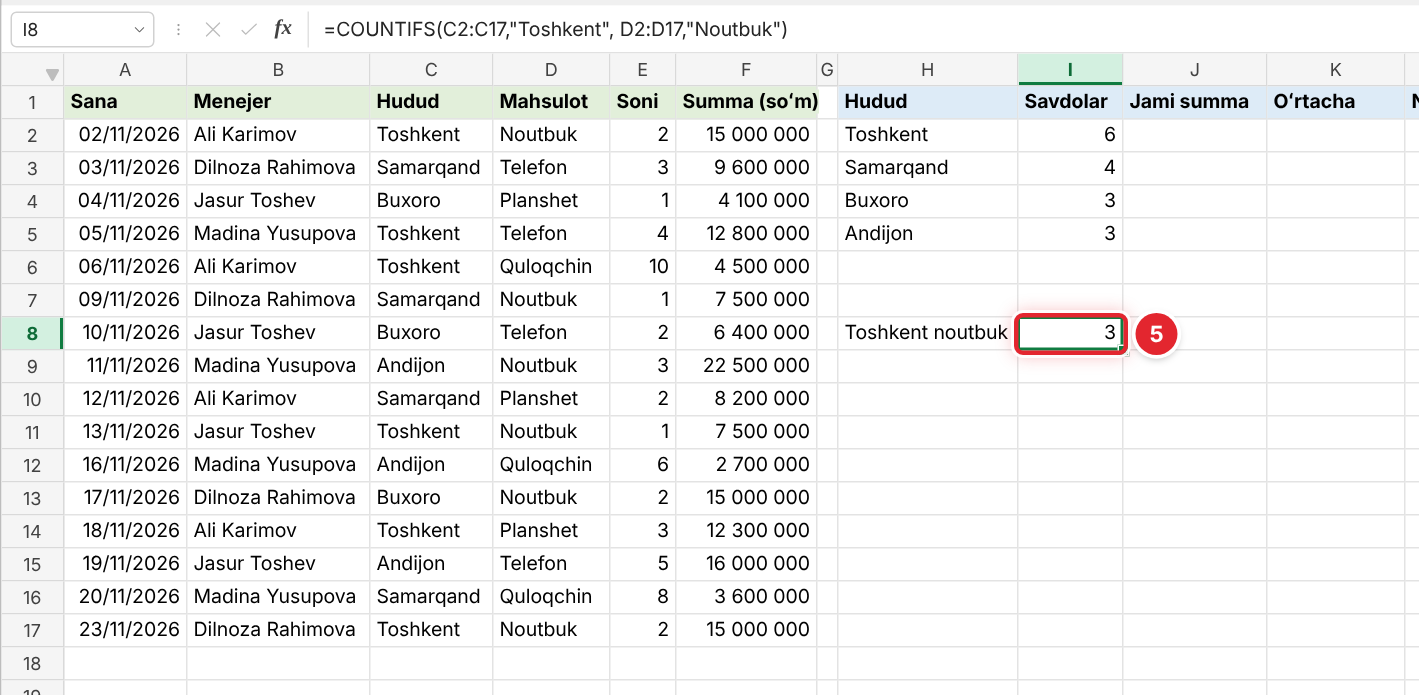 I8 fx =COUNTIFS(C2:C17,"Toshkent", D2:D17,"Noutbuk")
A B C D E F G H I J K
1 Sana Menejer Hudud Mahsulot Soni Summa (soʻm) Hudud Savdolar Jami summa Oʻrtacha
2 02/11/2026 Ali Karimov Toshkent Noutbuk 2 15 000 000 Toshkent 6
3 03/11/2026 Dilnoza Rahimova Samarqand Telefon 3 9 600 000 Samarqand 4
4 04/11/2026 Jasur Toshev Buxoro Planshet 1 4 100 000 Buxoro 3
5 05/11/2026 Madina Yusupova Toshkent Telefon 4 12 800 000 Andijon 3
6 06/11/2026 Ali Karimov Toshkent Quloqchin 10 4 500 000
7 09/11/2026 Dilnoza Rahimova Samarqand Noutbuk 1 7 500 000
8 10/11/2026 Jasur Toshev Buxoro Telefon 2 6 400 000 Toshkent noutbuk 3 5
9 11/11/2026 Madina Yusupova Andijon Noutbuk 3 22 500 000
10 12/11/2026 Ali Karimov Samarqand Planshet 2 8 200 000
11 13/11/2026 Jasur Toshev Toshkent Noutbuk 1 7 500 000
12 16/11/2026 Madina Yusupova Andijon Quloqchin 6 2 700 000
13 17/11/2026 Dilnoza Rahimova Buxoro Noutbuk 2 15 000 000
14 18/11/2026 Ali Karimov Toshkent Planshet 3 12 300 000
15 19/11/2026 Jasur Toshev Andijon Telefon 5 16 000 000
16 20/11/2026 Madina Yusupova Samarqand Quloqchin 8 3 600 000
17 23/11/2026 Dilnoza Rahimova Toshkent Noutbuk 2 15 000 000
18